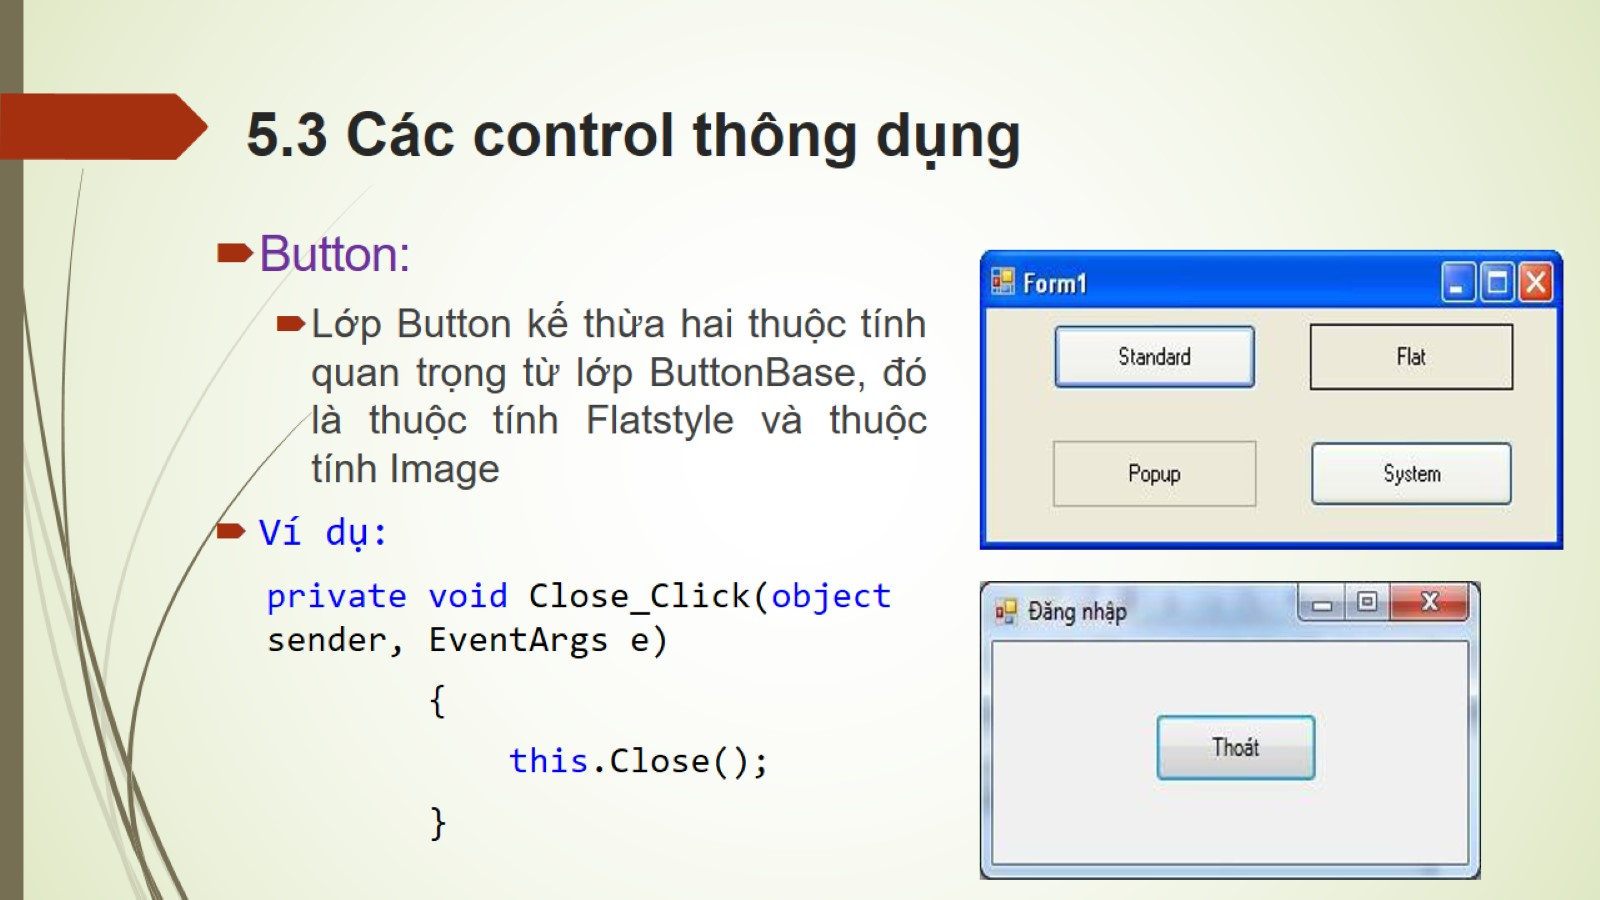 5.3 Các control thông dụng
Button:
Lớp Button kế thừa hai thuộc tính
quan trọng từ lớp ButtonBase, đó
là thuộc tính Flatstyle và thuộc
tính Image
Ví dụ:
private void Close_Click(object
sender, EventArgs e)
{
this.Close();
}
Form1
Standard
Flat
Popup
System
Đăng nhập
Thoát